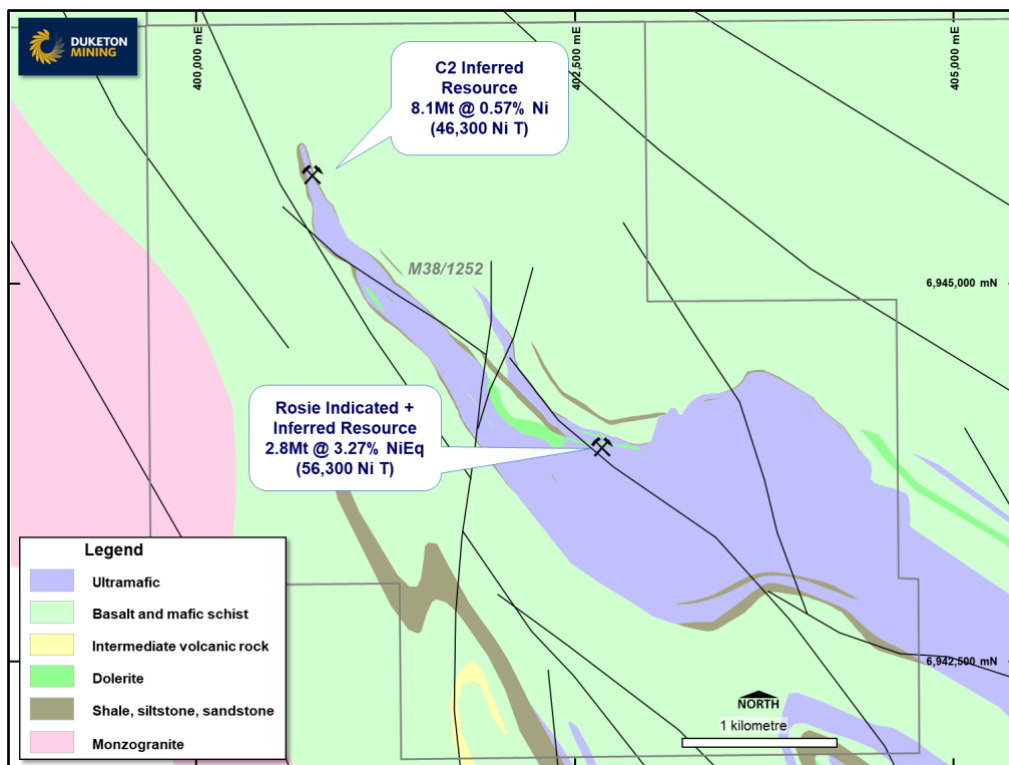 DUKETON
MINING
400,000 mE
402,500 mE
405,000 mE
C2 Inferred
Resource
8.1Mt @ 0.57% Ni
(46,300 Ni T)
M38/1252
6,945,000 mN
Rosie Indicated +
Inferred Resource
2.8Mt @ 3.27% NiEq
(56,300 Ni T)
Legend
Ultramafic
Basalt and mafic schist
Intermediate volcanic rock
Dolerite
Shale, siltstone, sandstone
Monzogranite
6,942,500 mN
NORTH
1 kilometre